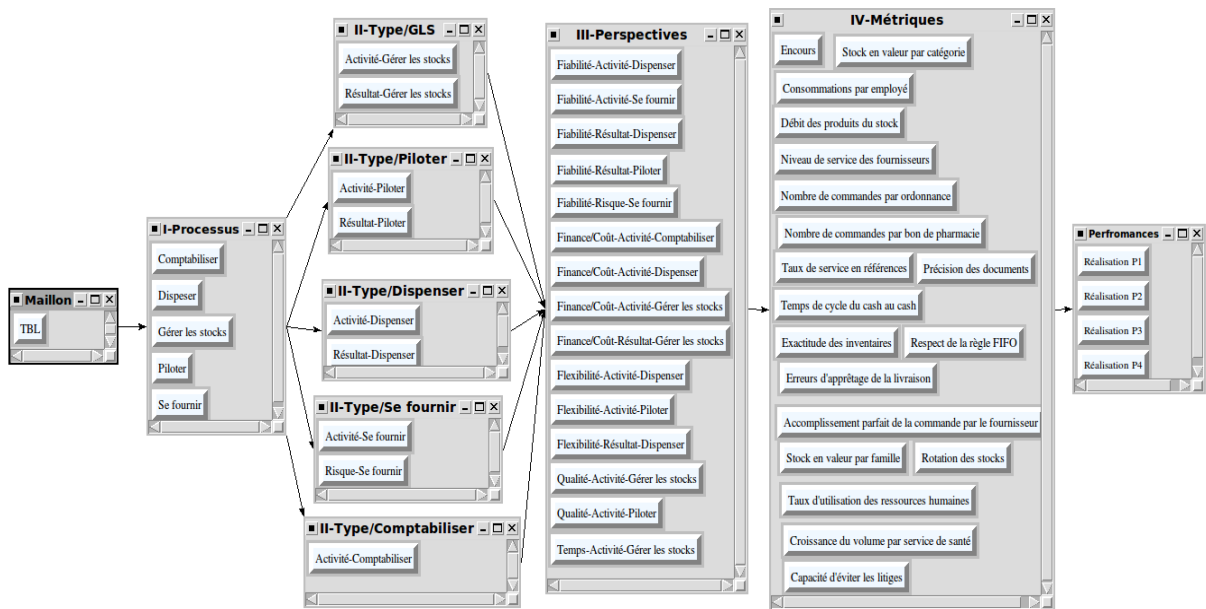 Maillon
TBL
I-Processus
Comptabiliser
Dispeser
Gérer les stocks
Piloter
Se fournir
II-Type/GLS
Activité-Gérer les stocks
Résultat-Gérer les stocks
II-Type/Piloter
Activité-Piloter
Résultat-Piloter
II-Type/Dispenser
Activité-Dispenser
Résultat-Dispenser
II-Type/Se fournir
Activité-Se fournir
Risque-Se fournir
II-Type/Comptabiliser
Activité-Comptabiliser
III-Perspectives
Fiabilité-Activité-Dispenser
Fiabilité-Activité-Se fournir
Fiabilité-Résultat-Dispenser
Fiabilité-Résultat-Piloter
Fiabilité-Risque-Se fournir
Finance/Coût-Activité-Comptabiliser
Finance/Coût-Activité-Dispenser
Finance/Coût-Activité-Gérer les stocks
Finance/Coût-Résultat-Gérer les stocks
Flexibilité-Activité-Dispenser
Flexibilité-Activité-Piloter
Flexibilité-Résultat-Dispenser
Qualité-Activité-Gérer les stocks
Qualité-Activité-Piloter
Temps-Activité-Gérer les stocks
IV-Métriques
Encours
Stock en valeur par catégorie
Consommations par employé
Débit des produits du stock
Niveau de service des fournisseurs
Nombre de commandes par ordonnance
Nombre de commandes par bon de pharmacie
Taux de service en références
Précision des documents
Temps de cycle du cash au cash
Exactitude des inventaires
Respect de la règle FIFO
Erreurs d'apprêtage de la livraison
Accomplissement parfait de la commande par le fournisseur
Stock en valeur par famille
Rotation des stocks
Taux d'utilisation des ressources humaines
Croissance du volume par service de santé
Capacité d'éviter les litiges
Perfromances
Réalisation P1
Réalisation P2
Réalisation P3
Réalisation P4